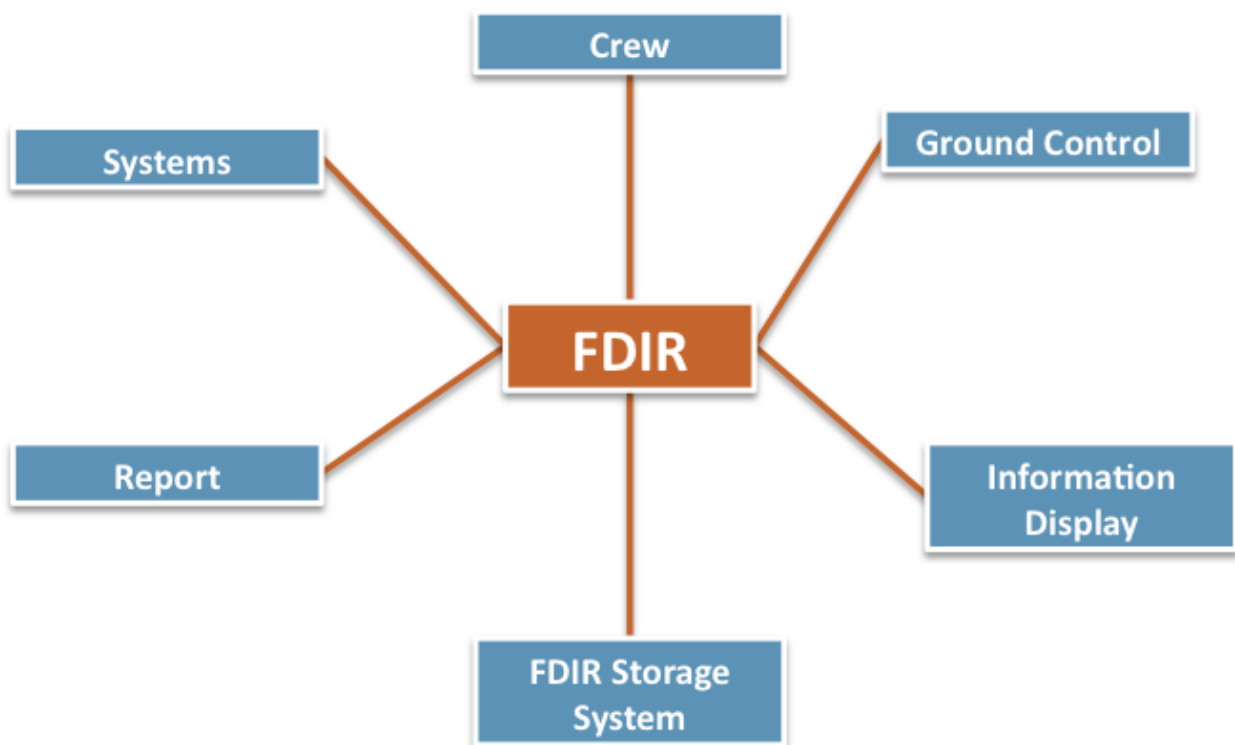 Crew
Ground Control
Systems
FDIR
Report
Information
Display
FDIR Storage
System